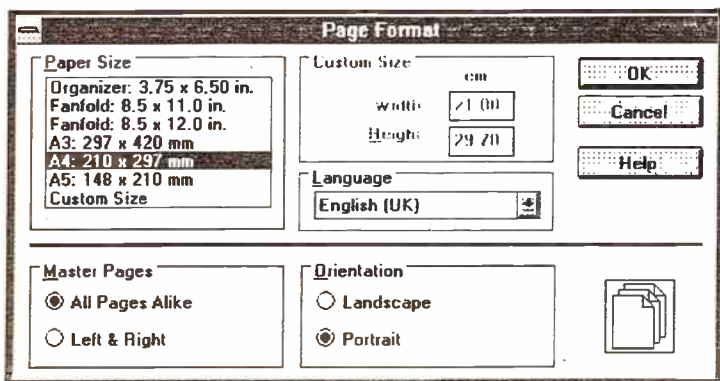 Page Format
Paper Size
Organizer: 3.75 x 6.50 in.
Fanfold: 8.5 x 11.0 in.
Fanfold: 8.5 x 12.0 in.
A3: 297 x 420 mm
A4: 210 x 297 mm
A5: 148 x 210 mm
Custom Size
Custom Size
cm
Width 21.00
Height 29.70
Language
English (UK)
OK
Cancel
Help
Master Pages
All Pages Alike
Left & Right
Orientation
Landscape
Portrait